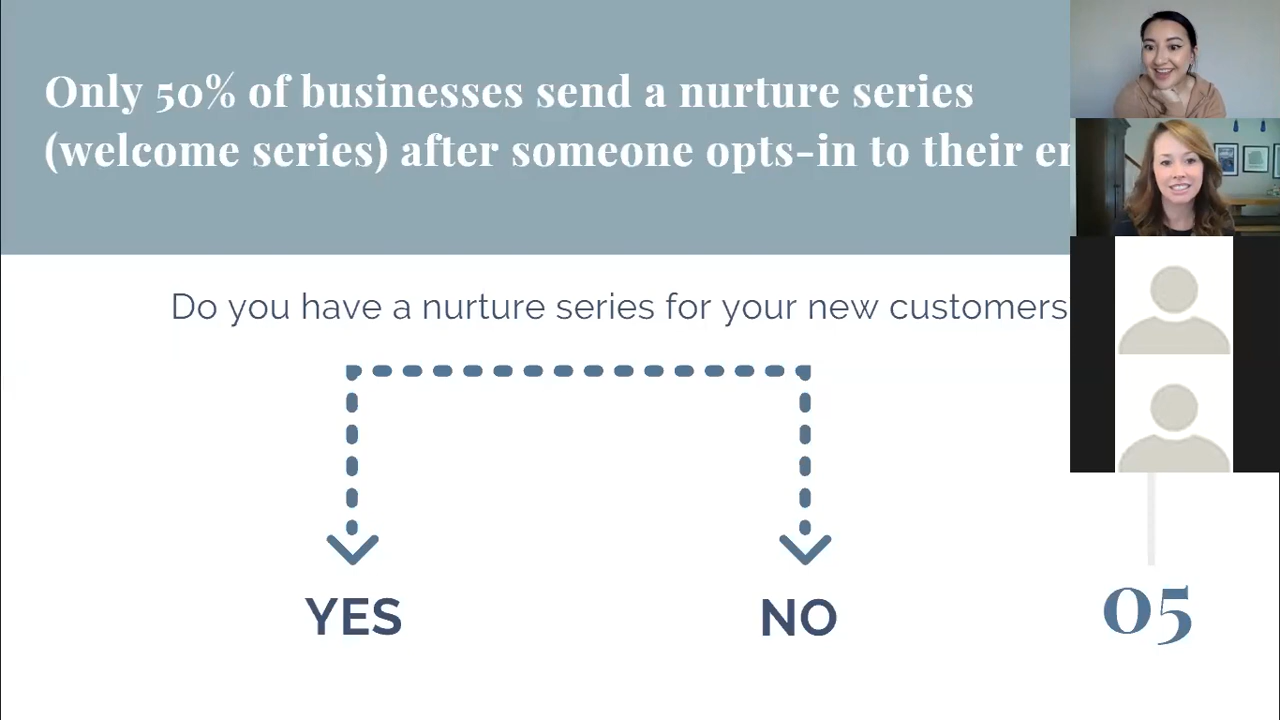 Only 50% of businesses send a nurture series
(welcome series) after someone opts-in to their
Do you have a nurture series for your new customers
YES
NO
05